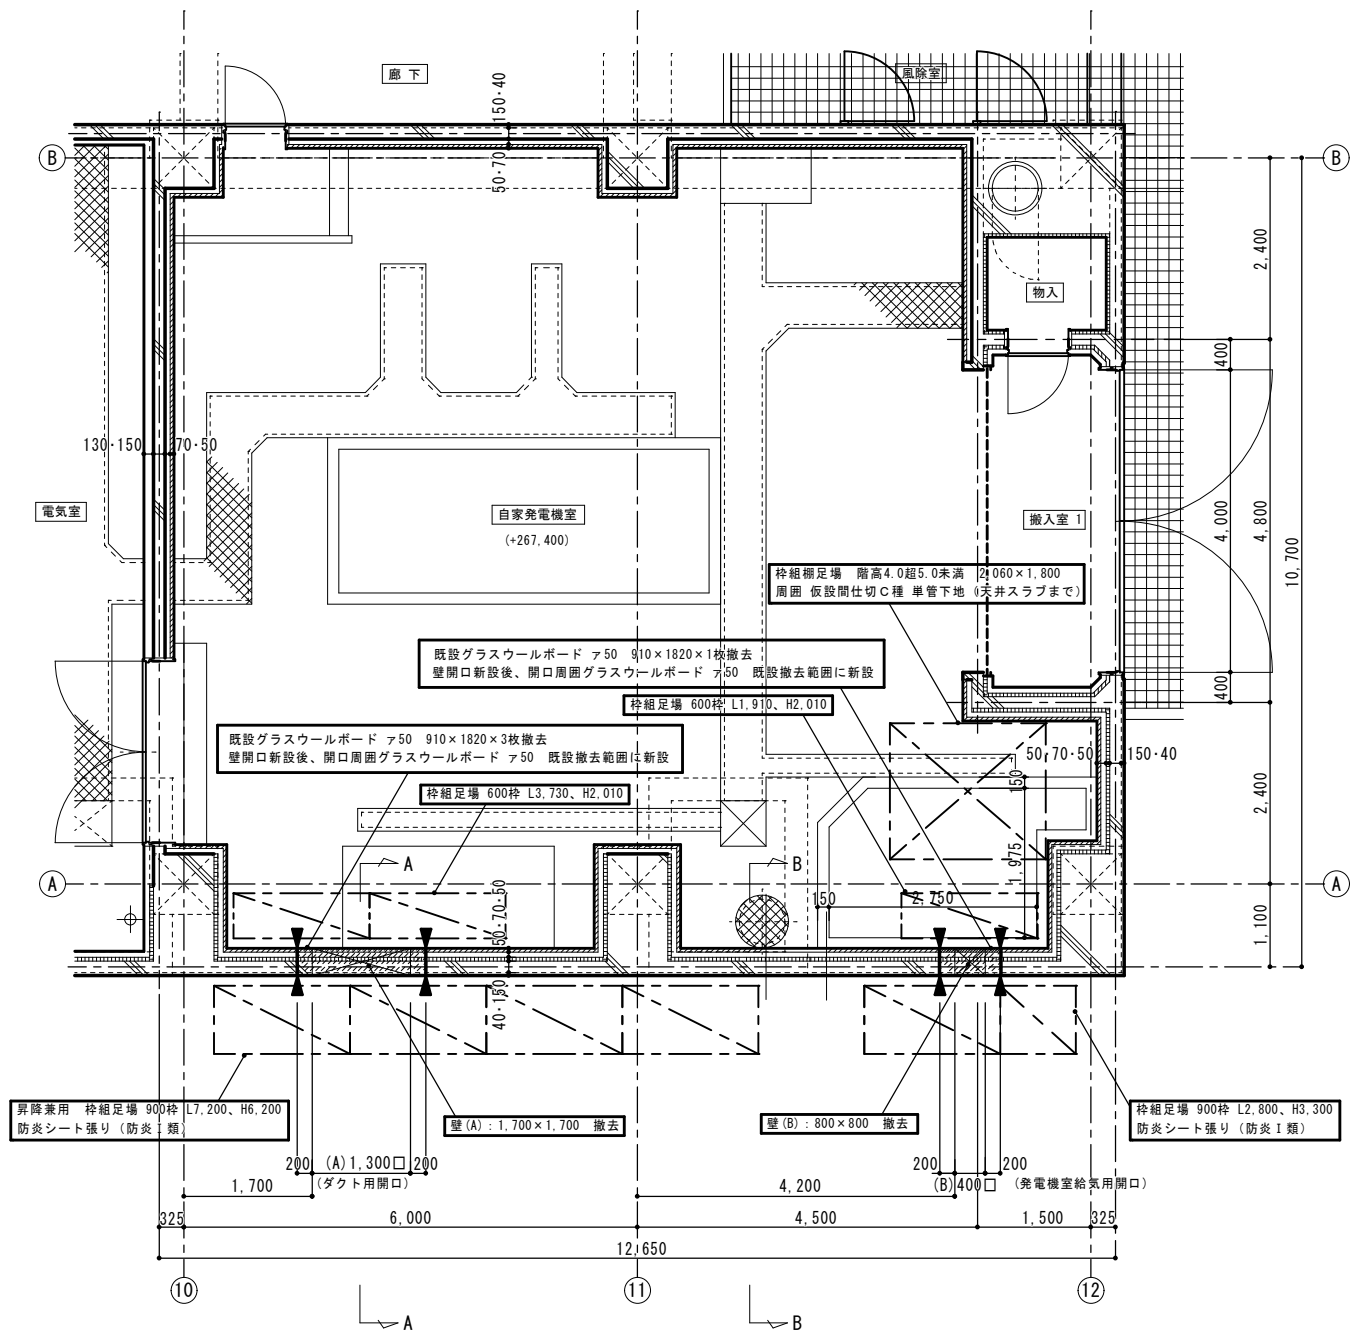 廊 下
風除室
150・40
50・70
B
B
2,400
物入
400
130・150
70・50
電気室
自家発電機室
(+267,400)
搬入室 1
4,000
4,800
10,700
枠組棚足場 階高4.0超5.0未満 2,060×1,800
周囲 仮設間仕切C種 単管下地 (天井スラブまで)
既設グラスウールボード ァ50 910×1820×1枚撤去
壁開口新設後、開口周囲グラスウールボード ァ50 既設撤去範囲に新設
400
枠組足場 600枠 L1,910、H2,010
既設グラスウールボード ァ50 910×1820×3枚撤去
壁開口新設後、開口周囲グラスウールボード ァ50 既設撤去範囲に新設
50・70・50
150・40
150
枠組足場 600枠 L3,730、H2,010
2,400
1,975
A
B
A
A
150
2,750
50・70・50
1,100
40・150
昇降兼用 枠組足場 900枠 L7,200、H6,200
防炎シート張り (防炎Ⅰ類)
壁(A) : 1,700×1,700 撤去
壁(B) : 800×800 撤去
枠組足場 900枠 L2,800、H3,300
防炎シート張り (防炎Ⅰ類)
200 (A)1,300□ 200
(ダクト用開口)
200 200
(B)400□ (発電機室給気用開口)
1,700
4,200
325 6,000 4,500 1,500 325
12,650
10 11 12
A B